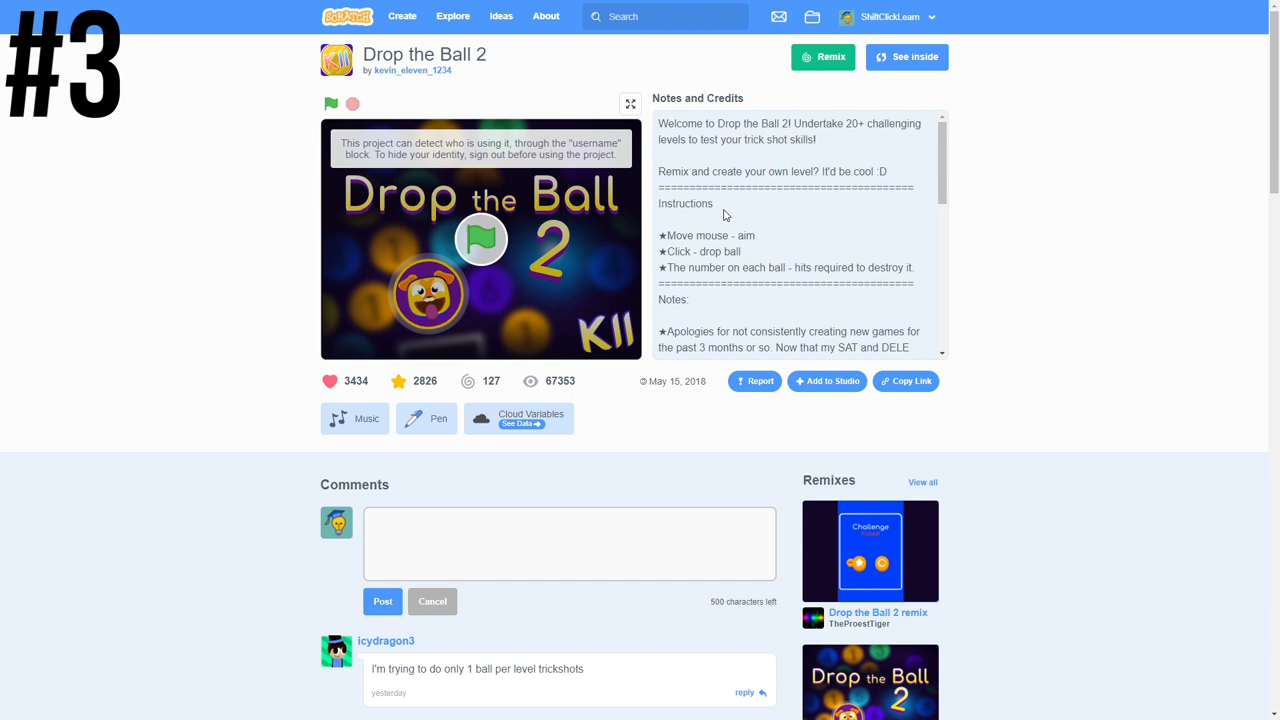 #3
SCRATCH
Create
Explore
Ideas
About
Search
ShiftClickLearn
Drop the Ball 2
by kevin_eleven_1234
Remix
See inside
Notes and Credits
This project can detect who is using it, through the "username"
block. To hide your identity, sign out before using the project.
Drop the Ball
2
K11
Welcome to Drop the Ball 2! Undertake 20+ challenging
levels to test your trick shot skills!
Remix and create your own level? It'd be cool :D
=========================================
Instructions
★Move mouse - aim
★Click - drop ball
★The number on each ball - hits required to destroy it.
=========================================
Notes:
★Apologies for not consistently creating new games for
the past 3 months or so. Now that my SAT and DELE
3434
2826
127
67353
© May 15, 2018
Report
Add to Studio
Copy Link
Music
Pen
Cloud Variables
See Data
Comments
Post
Cancel
500 characters left
icydragon3
I'm trying to do only 1 ball per level trickshots
yesterday
reply
Remixes
View all
Challenge
Drop the Ball 2 remix
TheProestTiger
Drop the Ball
2